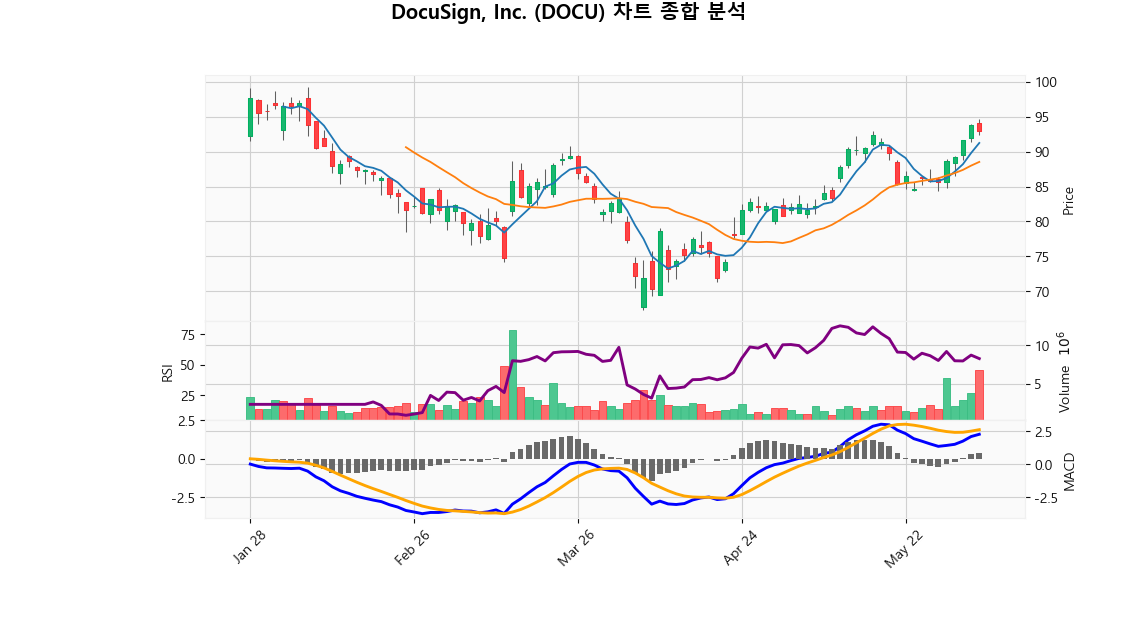 DocuSign, Inc. (DOCU) 차트 종합 분석
100
95
90
85
80
75
70
Price
75
50
25
RSI
10
5
Volume 10^6
2.5
0.0
-2.5
2.5
0.0
-2.5
MACD
Jan 28
Feb 26
Mar 26
Apr 24
May 22